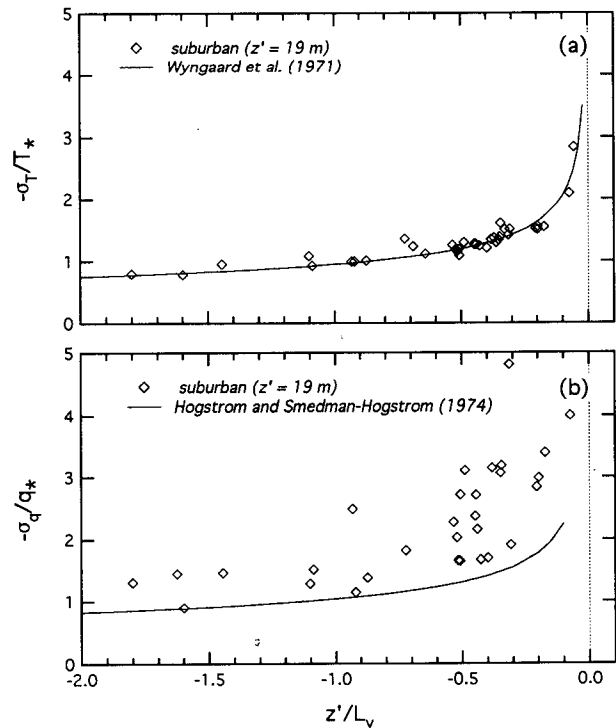 5
4
3
2
1
0
-σT/T*
(a)
suburban (z' = 19 m)
Wyngaard et al. (1971)
5
4
3
2
1
0
-σq/q*
(b)
suburban (z' = 19 m)
Hogstrom and Smedman-Hogstrom (1974)
-2.0 -1.5 -1.0 -0.5 0.0
z'/Lv